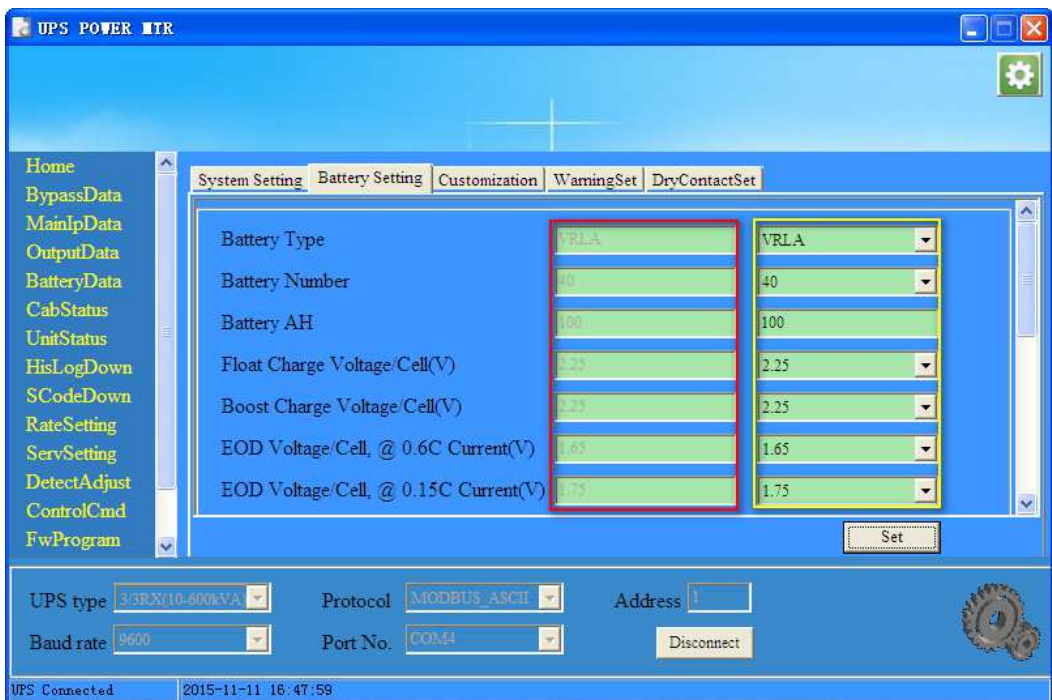 UPS POWER MTR
Home
BypassData
MainIpData
OutputData
BatteryData
CabStatus
UnitStatus
HisLogDown
SCodeDown
RateSetting
ServSetting
DetectAdjust
ControlCmd
FwProgram
System Setting Battery Setting Customization WarningSet DryContactSet
Battery Type VRLA VRLA
Battery Number 40 40
Battery AH 100 100
Float Charge Voltage/Cell(V) 2.25 2.25
Boost Charge Voltage/Cell(V) 2.25 2.25
EOD Voltage/Cell, @ 0.6C Current(V) 1.65 1.65
EOD Voltage/Cell, @ 0.15C Current(V) 1.75 1.75
Set
UPS type 3/3RX(10-600kVA) Protocol MODBUS_ASCII Address 1
Baud rate 9600 Port No. COM4 Disconnect
UPS Connected 2015-11-11 16:47:59